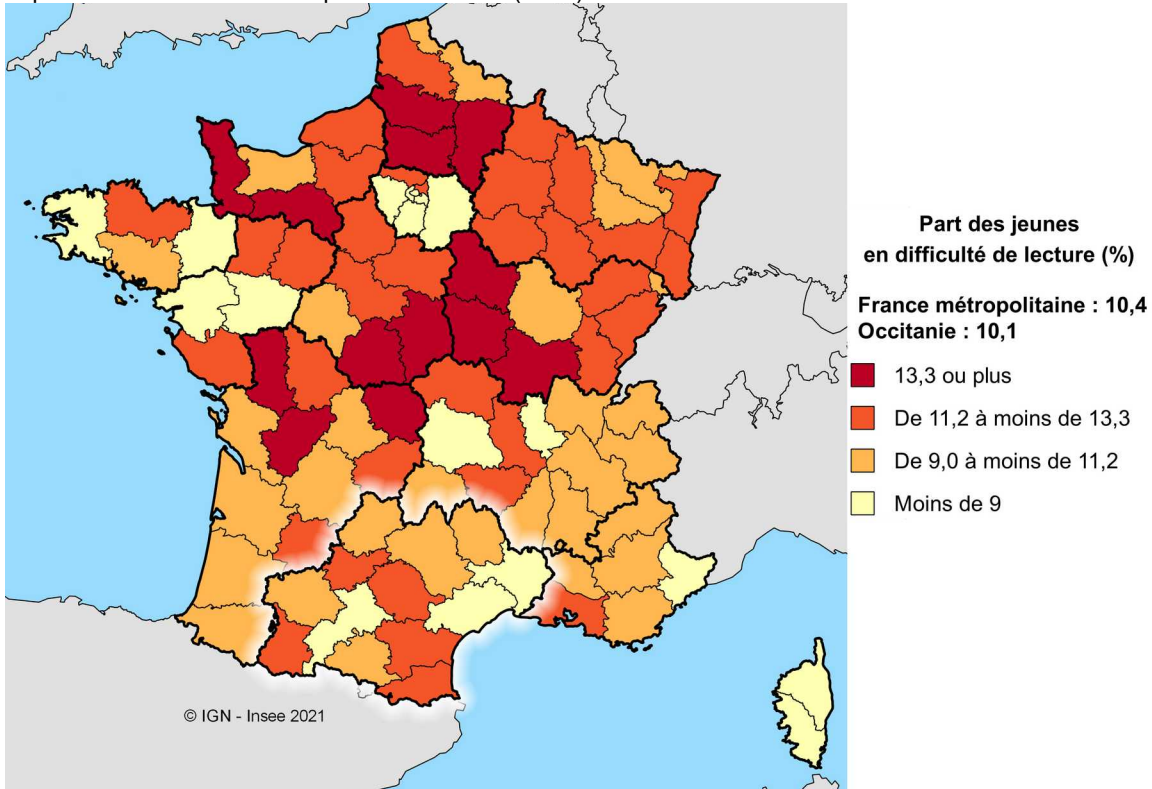 Part des jeunes
en difficulté de lecture (%)
France métropolitaine : 10,4
Occitanie : 10,1
13,3 ou plus
De 11,2 à moins de 13,3
De 9,0 à moins de 11,2
Moins de 9
© IGN - Insee 2021